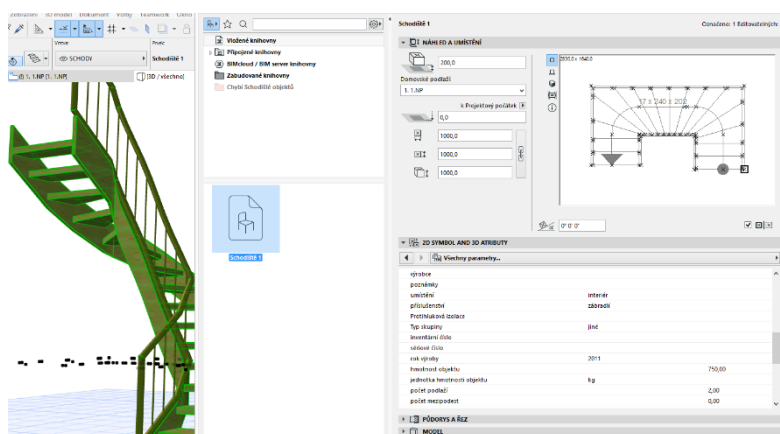 Zobrazení 3D model Dokument Volby Teamwork Okno
Vrstva:
Prvek:
SCHODY
Schodiště 1
(I) 1. 1.NP [1. 1.NP]
[3D / všechno]
Vložené knihovny
Připojené knihovny
BIMcloud / BIM server knihovny
Zabudované knihovny
Chybí Schodiště objektů
Schodiště 1
Schodiště 1
Označeno: 1 Editovatelných:
NÁHLED A UMÍSTĚNÍ
200,0
Domovské podlaží
1. 1.NP
k Projektový počátek
0,0
1000,0
1000,0
1000,0
17 x 240 x 202
0° 0' 0"
2D SYMBOL AND 3D ATRIBUTY
Všechny parametry...
výrobce
poznámky
umístění interiér
příslušenství zábradlí
Protihluková izolace
Typ skupiny jiné
inventární číslo
sériové číslo
rok výroby 2011
hmotnost objektu 750,00
jednotka hmotnosti objektu kg
počet podlaží 2,00
počet mezipodest 0,00
PŮDORYS A ŘEZ
MODEL